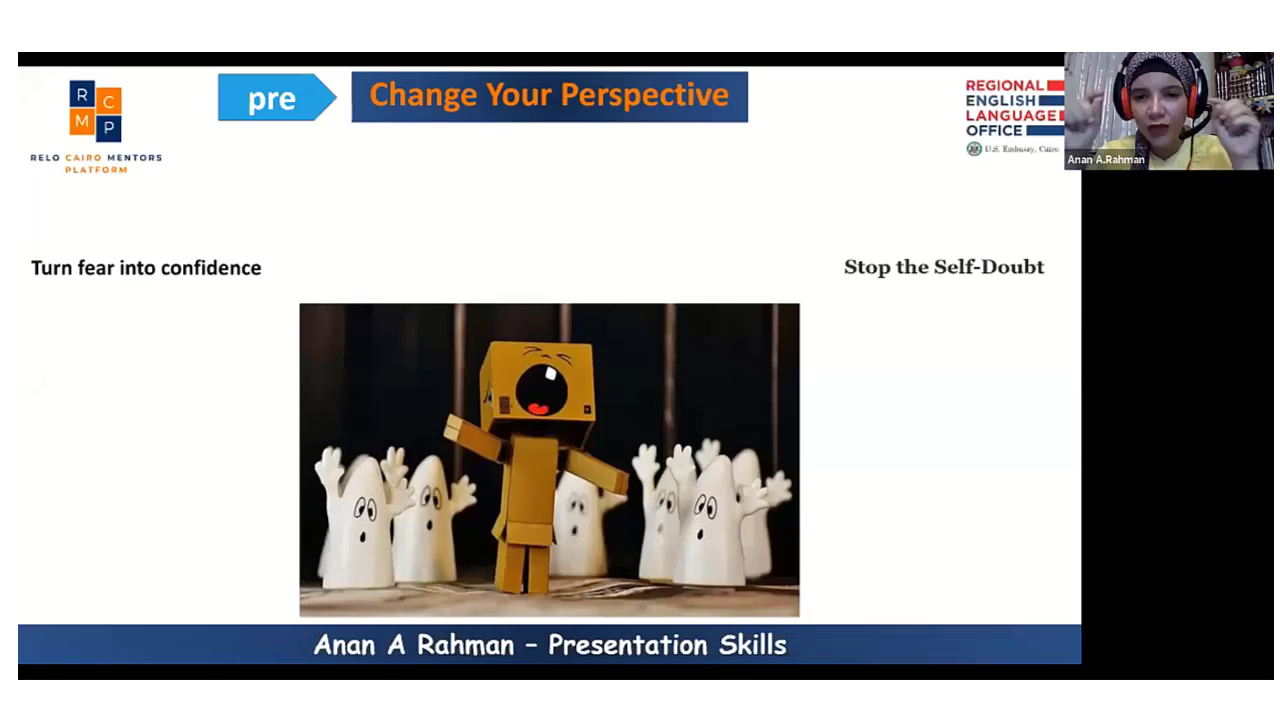 R
C
M
P
RELO CAIRO MENTORS
PLATFORM
pre
Change Your Perspective
REGIONAL
ENGLISH
LANGUAGE
OFFICE
U.S. Embassy, Cairo
Anan A.Rahman
Turn fear into confidence
Stop the Self-Doubt
Anan A Rahman – Presentation Skills